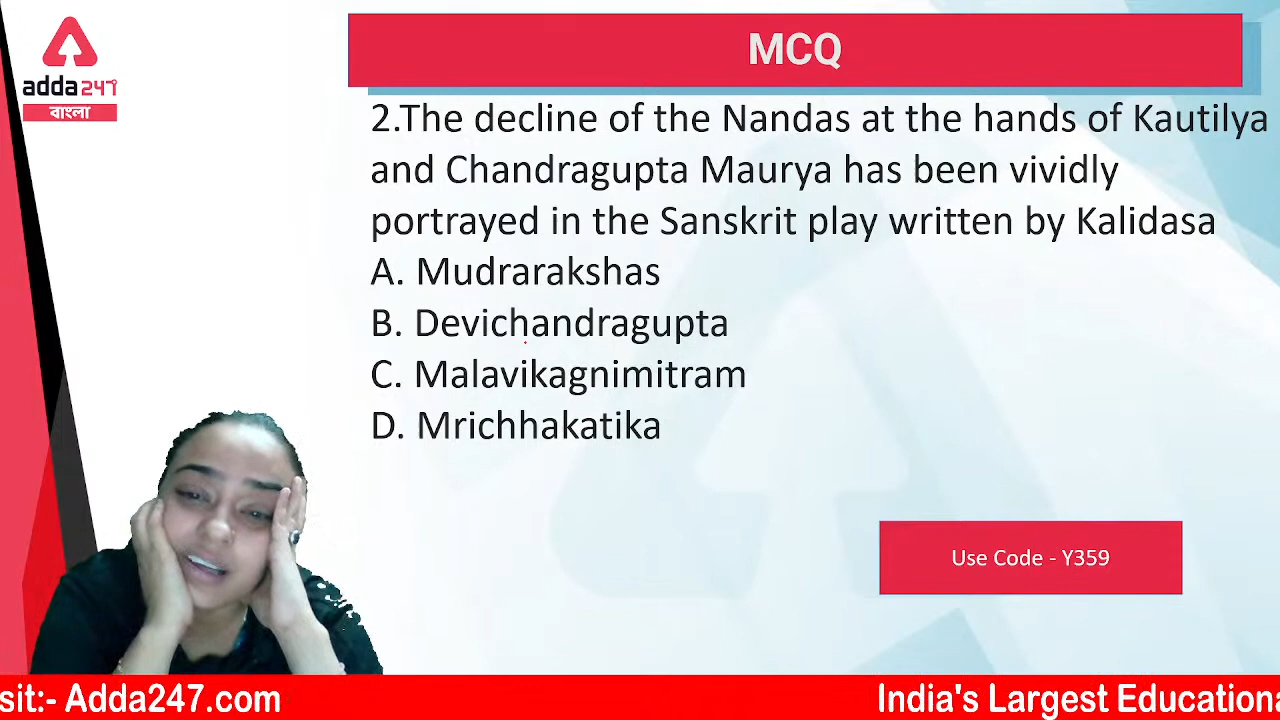 adda247
বাংলা
MCQ
2.The decline of the Nandas at the hands of Kautilya
and Chandragupta Maurya has been vividly
portrayed in the Sanskrit play written by Kalidasa
A. Mudrarakshas
B. Devichandragupta
C. Malavikagnimitram
D. Mrichhakatika
Use Code - Y359
sit:- Adda247.com
India's Largest Educationa